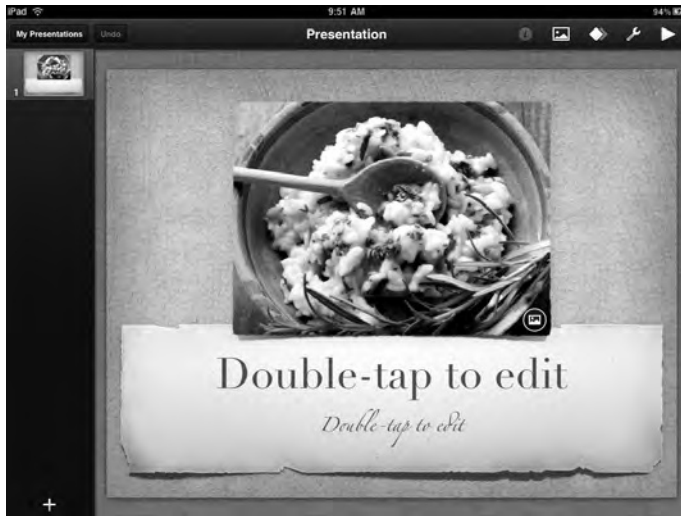 iPad 9:51 AM 94%
My Presentations Undo Presentation
1
Double-tap to edit
Double-tap to edit